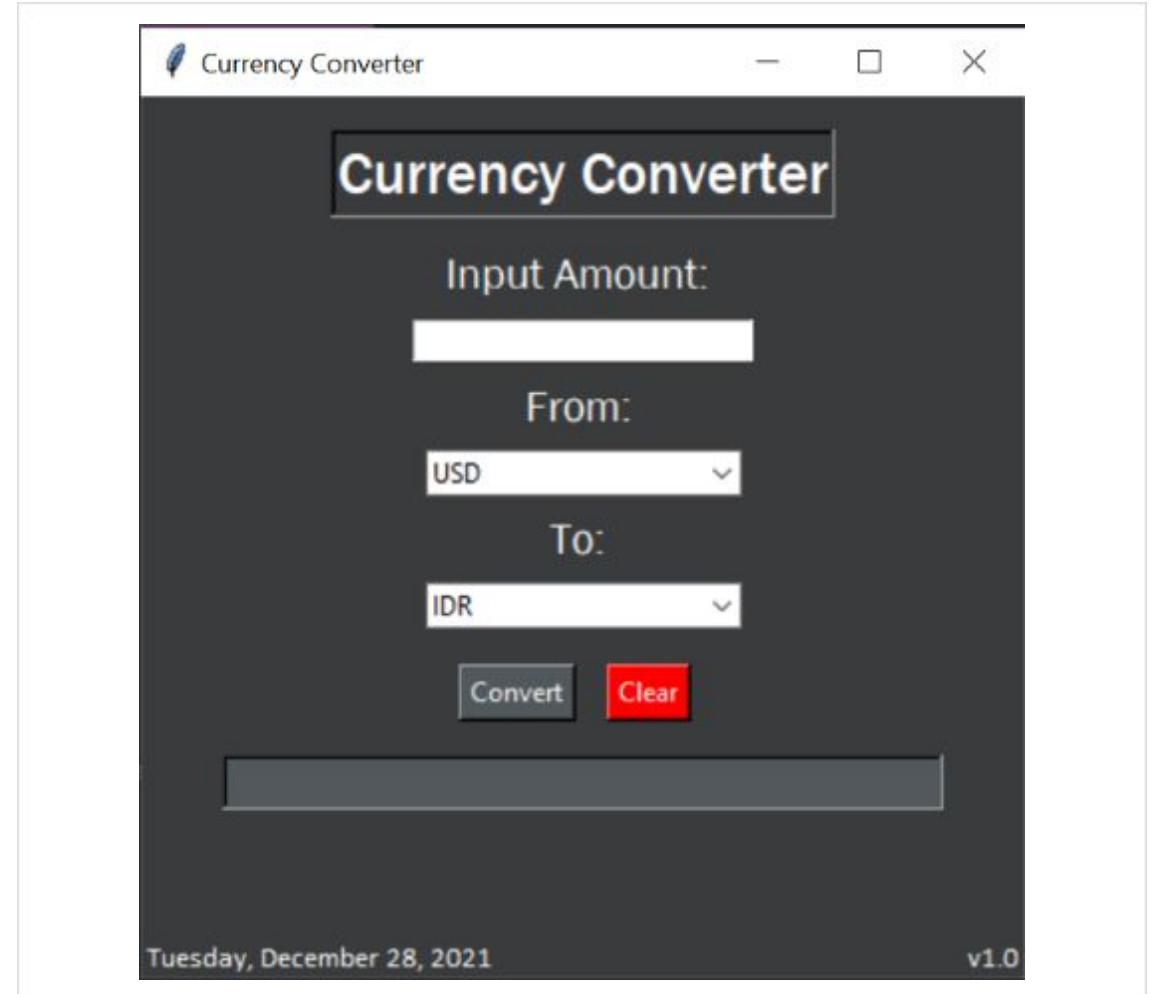 Currency Converter
Currency Converter
Input Amount:
From:
USD
To:
IDR
Convert Clear
Tuesday, December 28, 2021 v1.0